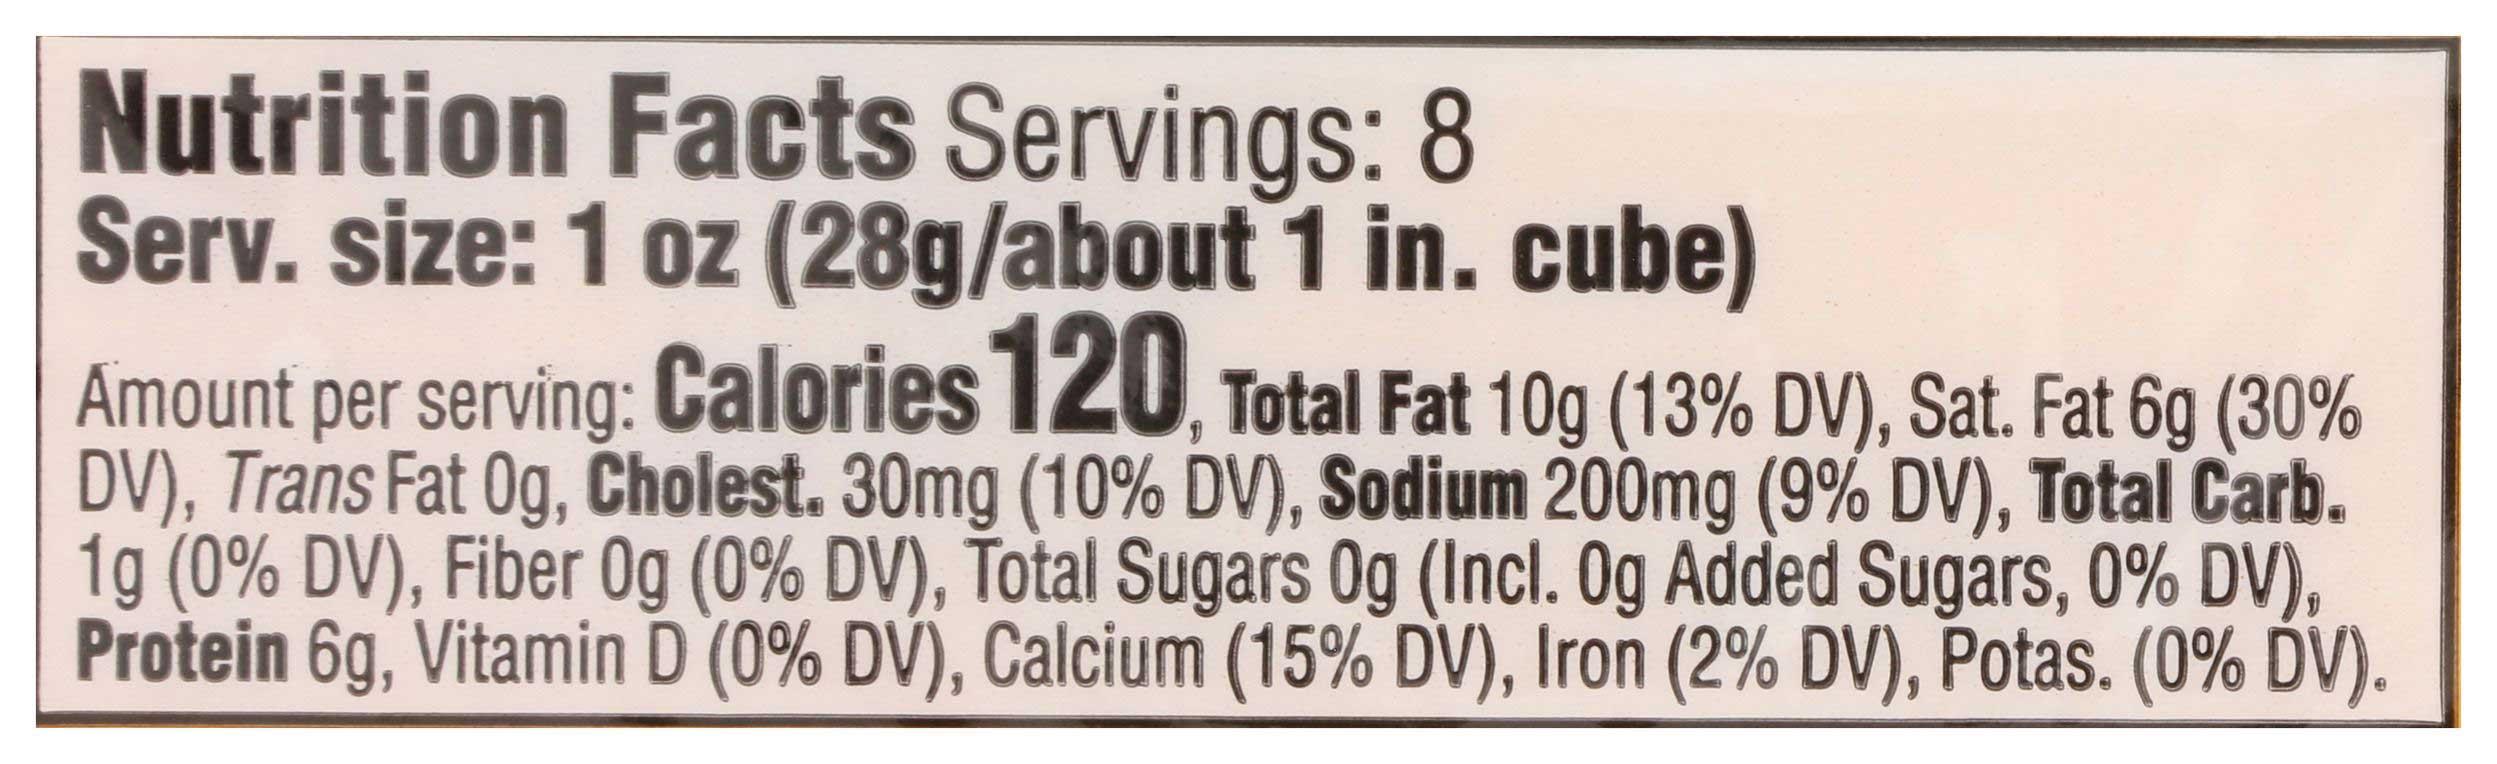 Nutrition Facts Servings: 8
Serv. size: 1 oz (28g/about 1 in. cube)
Amount per serving: Calories 120, Total Fat 10g (13% DV), Sat. Fat 6g (30%
DV), Trans Fat 0g, Cholest. 30mg (10% DV), Sodium 200mg (9% DV), Total Carb.
1g (0% DV), Fiber 0g (0% DV), Total Sugars 0g (Incl. 0g Added Sugars, 0% DV),
Protein 6g, Vitamin D (0% DV), Calcium (15% DV), Iron (2% DV), Potas. (0% DV).